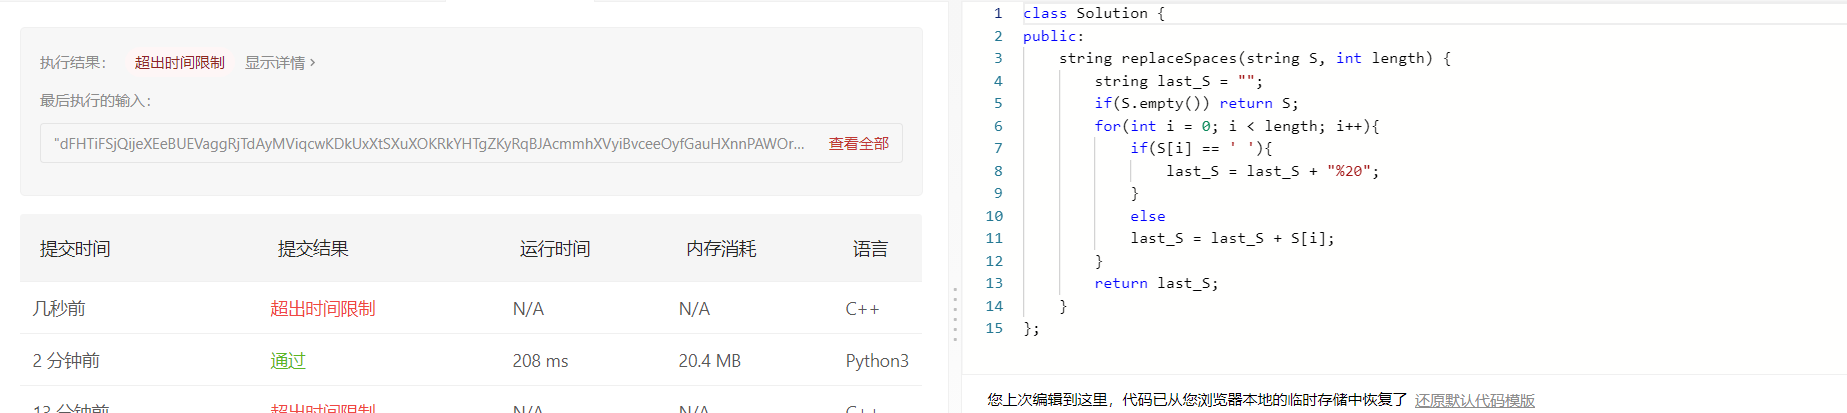 执行结果： 超出时间限制 显示详情 >
最后执行的输入：
"dFHTiFSjQijeXEeBUEVaggRjTdAyMViqcwKDkUxXtSXuXOKRkYHTgZKyRqBJAcmmhXVyiBvceeOyfGauHXnnPAWOr... 查看全部
提交时间 提交结果 运行时间 内存消耗 语言
几秒前 超出时间限制 N/A N/A C++
2 分钟前 通过 208 ms 20.4 MB Python3
13 分钟前 超出时间限制 N/A N/A C++
1 class Solution {
2 public:
3 string replaceSpaces(string S, int length) {
4 string last_S = "";
5 if(S.empty()) return S;
6 for(int i = 0; i < length; i++){
7 if(S[i] == ' '){
8 last_S = last_S + "%20";
9 }
10 else
11 last_S = last_S + S[i];
12 }
13 return last_S;
14 }
15 };
您上次编辑到这里，代码已从您浏览器本地的临时存储中恢复了 还原默认代码模版